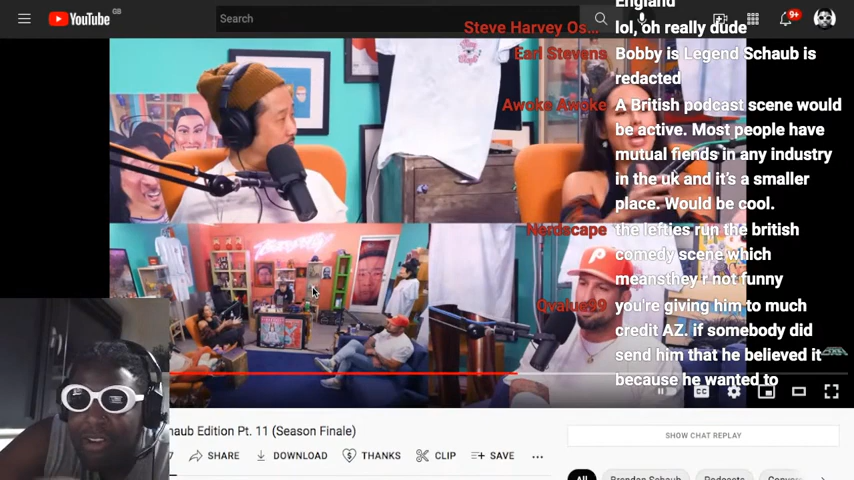 YouTube GB
Search
9+
England
Steve Harvey Os... lol, oh really dude
Earl Stevens Bobby is Legend Schaub is
redacted
Awoke Awoke A British podcast scene would
be active. Most people have
mutual fiends in any industry
in the uk and it's a smaller
place. Would be cool.
Nerdscape the lefties run the british
comedy scene which
meansthey r not funny
Qvalue99 you're giving him to much
credit AZ. if somebody did
send him that he believed it
because he wanted to
haub Edition Pt. 11 (Season Finale)
SHARE
DOWNLOAD
THANKS
CLIP
SAVE
SHOW CHAT REPLAY
All
Brendan Schaub
Podcasts